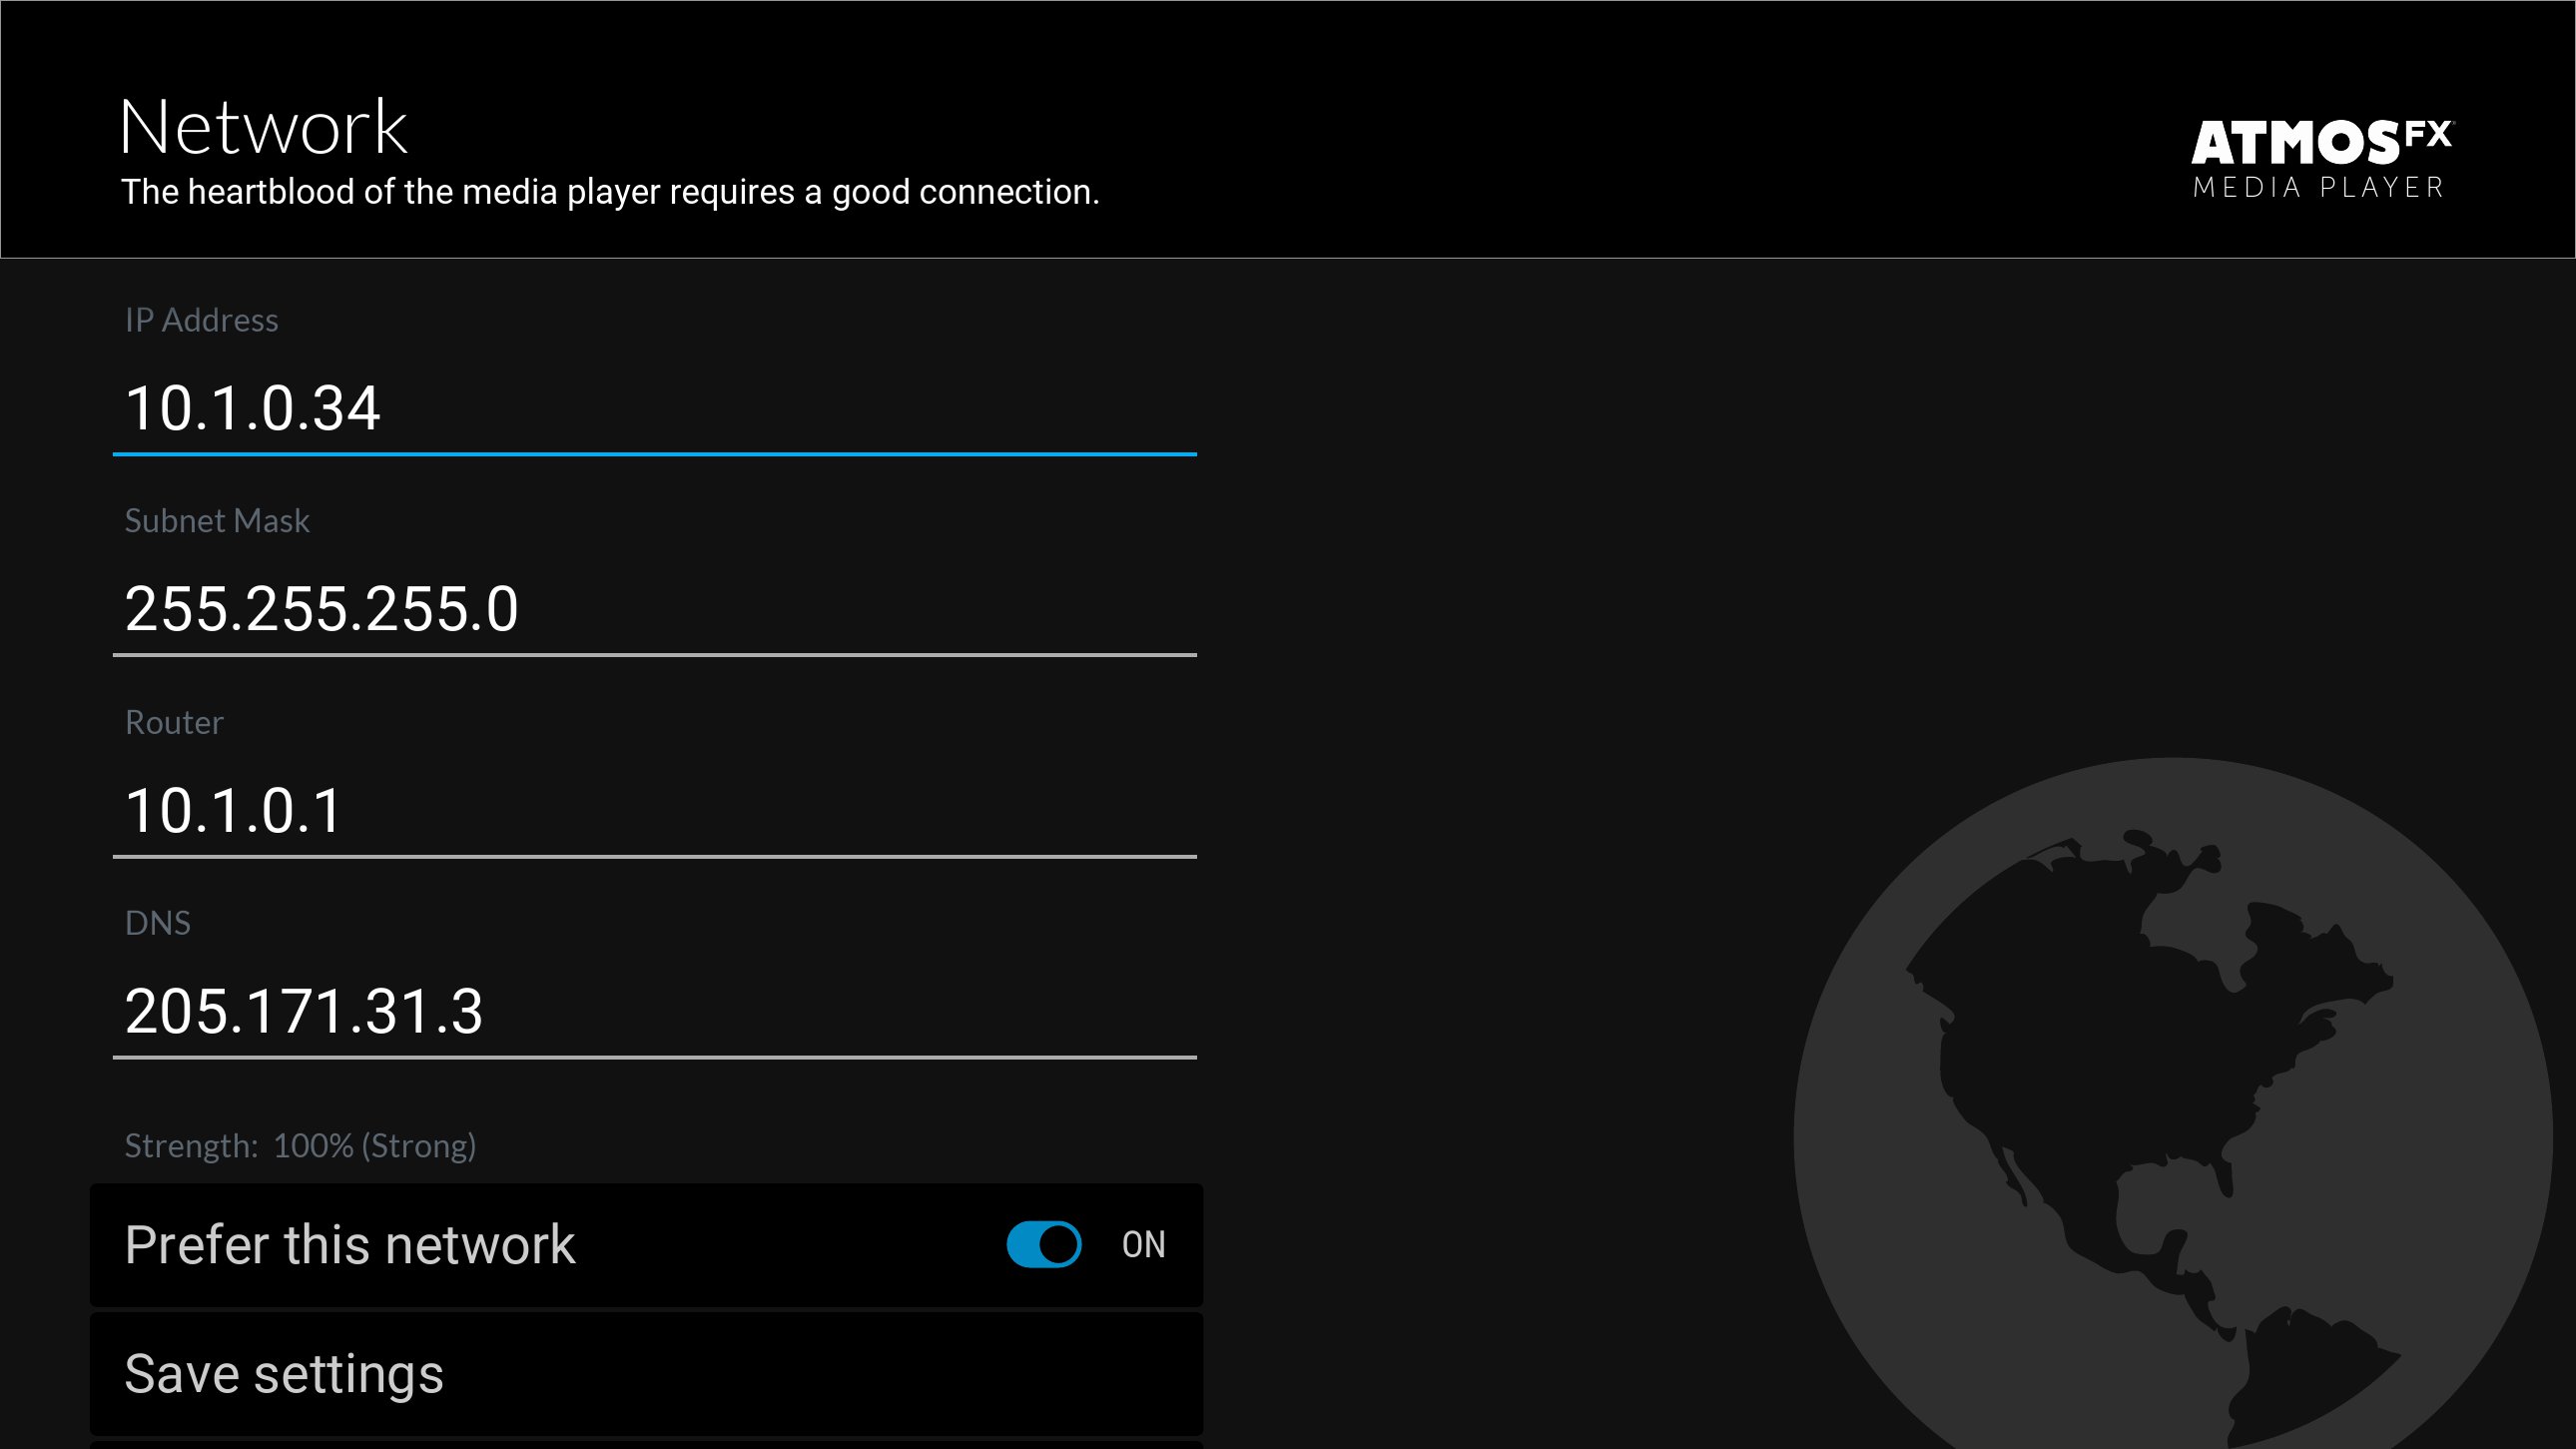 Network
The heartblood of the media player requires a good connection.
ATMOSFX
MEDIA PLAYER
IP Address
10.1.0.34
Subnet Mask
255.255.255.0
Router
10.1.0.1
DNS
205.171.31.3
Strength: 100% (Strong)
Prefer this network ON
Save settings